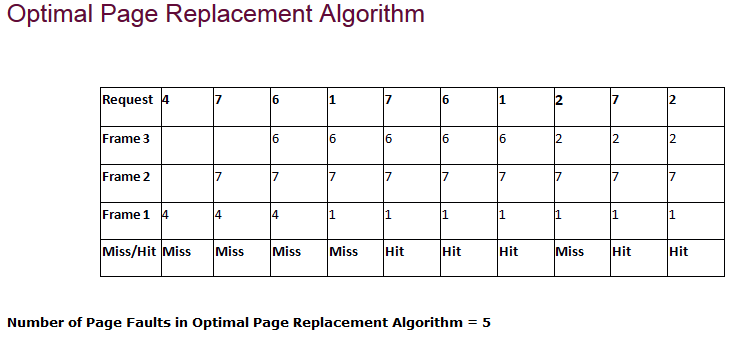 Optimal Page Replacement Algorithm
Request 4 7 6 1 7 6 1 2 7 2
Frame 3 6 6 6 6 6 2 2 2
Frame 2 7 7 7 7 7 7 7 7 7
Frame 1 4 4 4 1 1 1 1 1 1 1
Miss/Hit Miss Miss Miss Miss Hit Hit Hit Miss Hit Hit
Number of Page Faults in Optimal Page Replacement Algorithm = 5